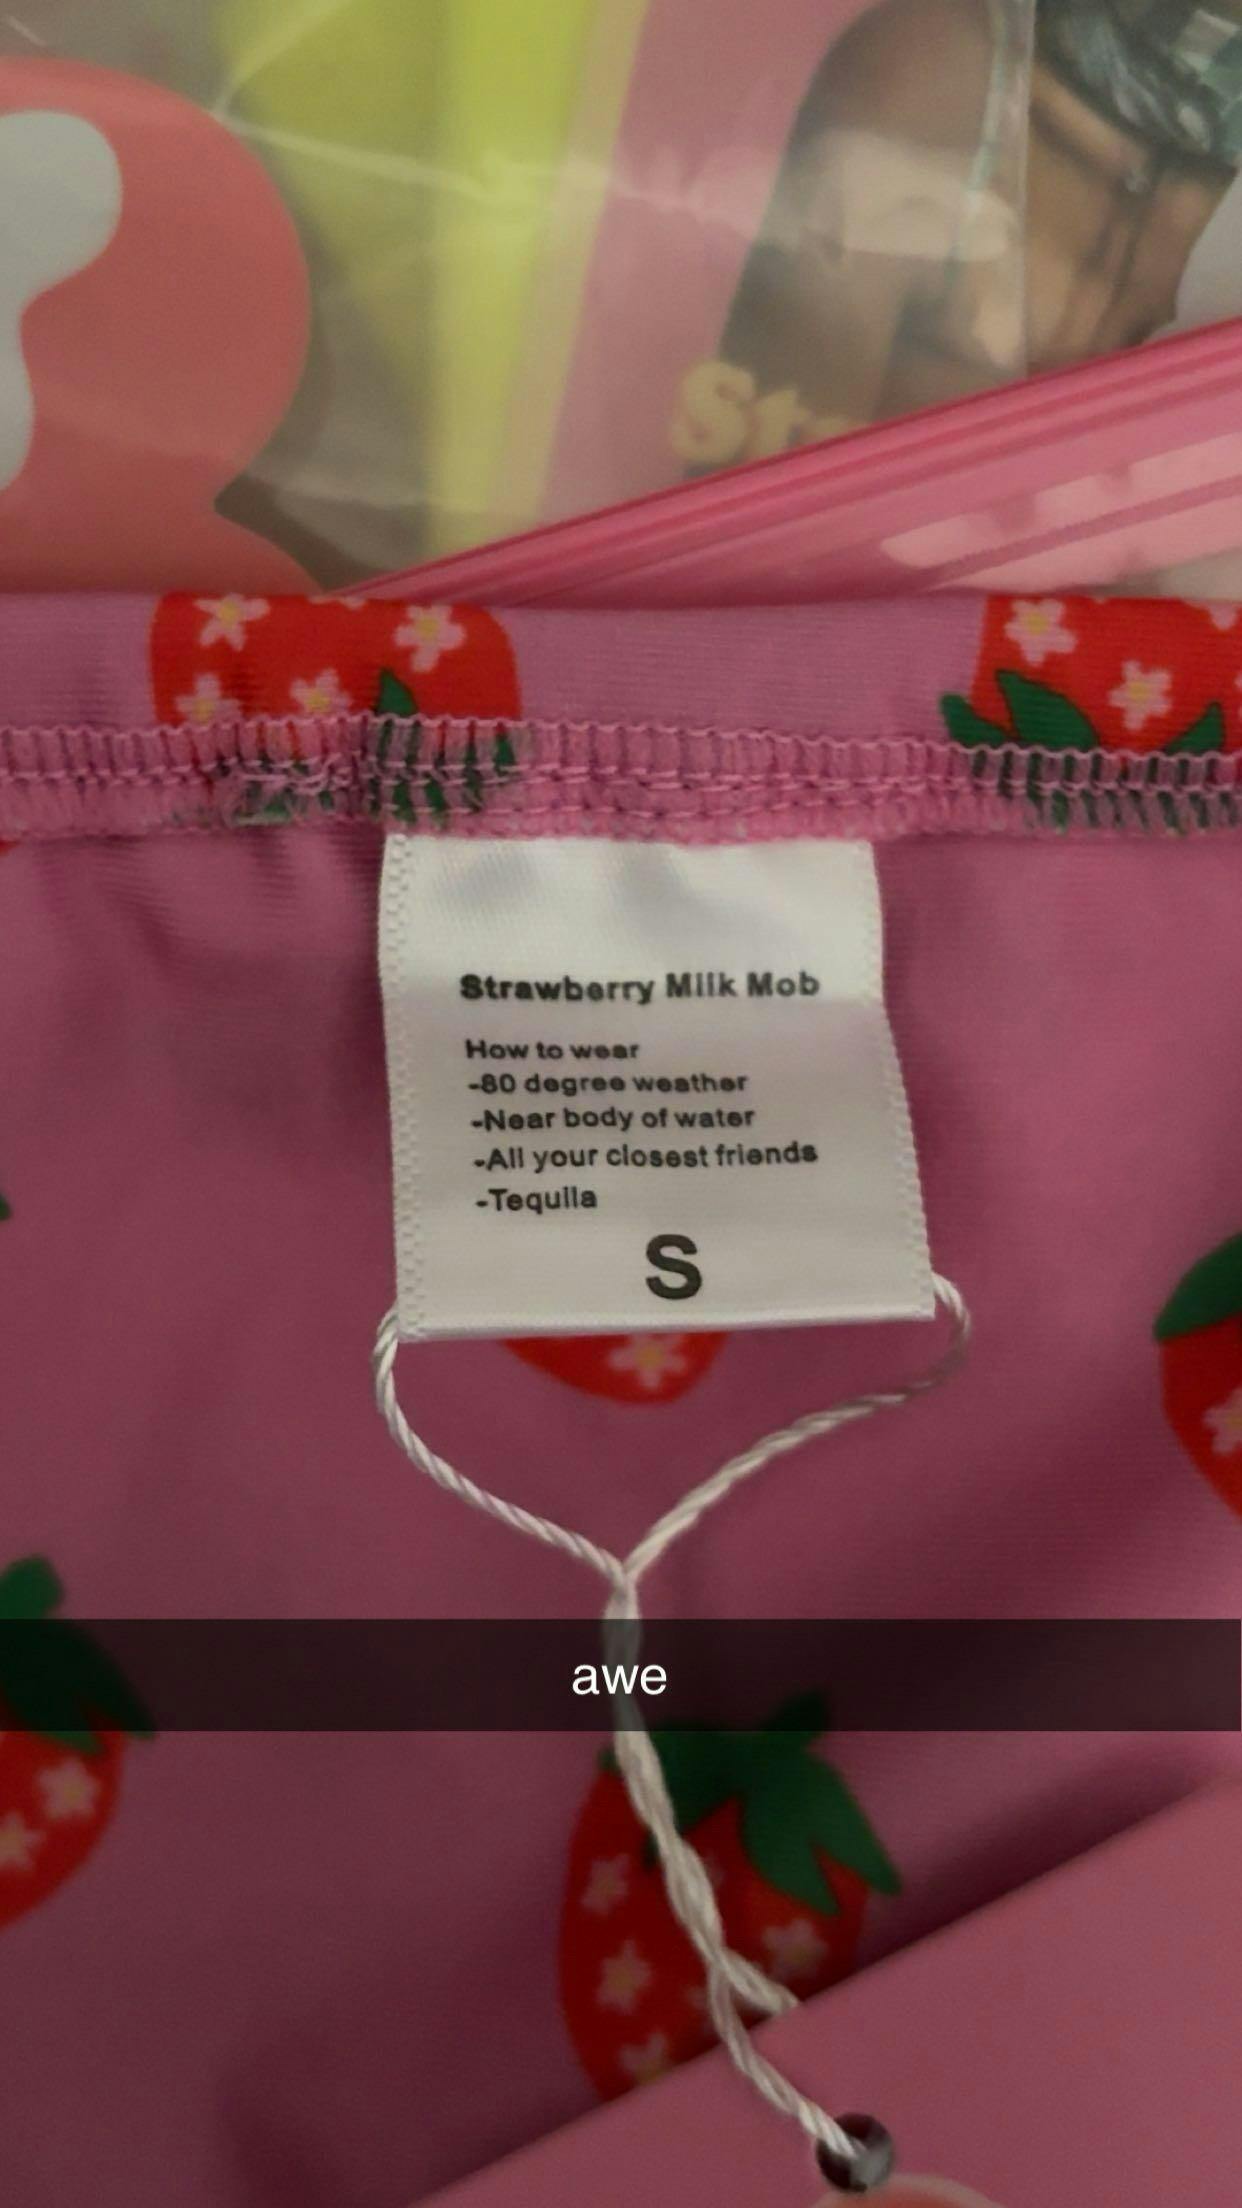 Str
Strawberry Milk Mob
How to wear
-80 degree weather
-Near body of water
-All your closest friends
-Tequila
S
awe